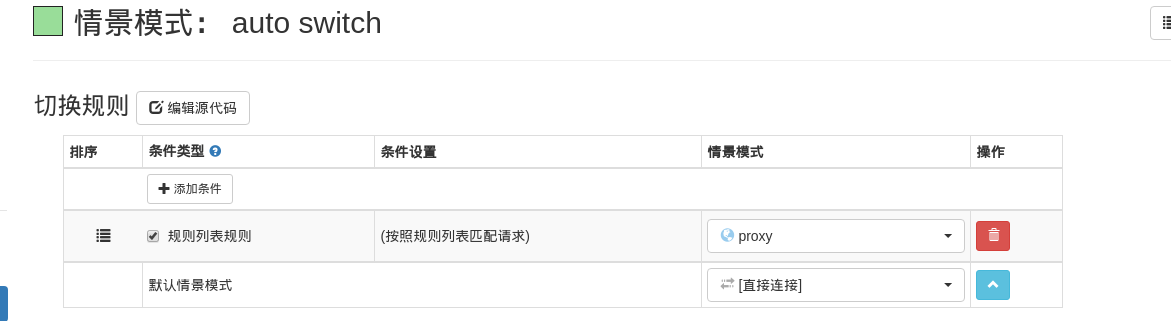 情景模式： auto switch
切换规则 编辑源代码
排序 条件类型 条件设置 情景模式 操作
添加条件
规则列表规则 (按照规则列表匹配请求) proxy
默认情景模式 [直接连接]